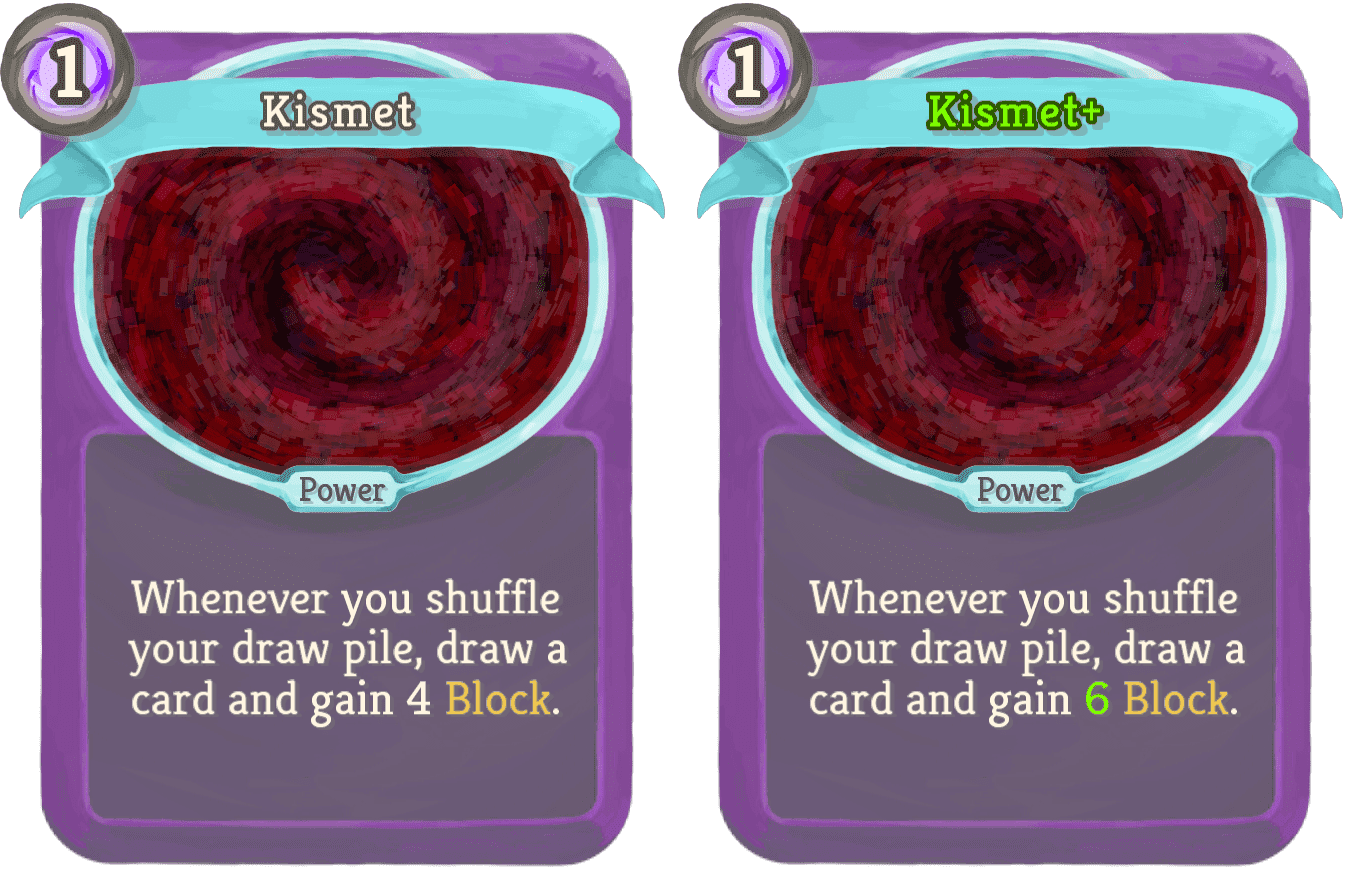 1
Kismet
Power
Whenever you shuffle
your draw pile, draw a
card and gain 4 Block.
1
Kismet+
Power
Whenever you shuffle
your draw pile, draw a
card and gain 6 Block.